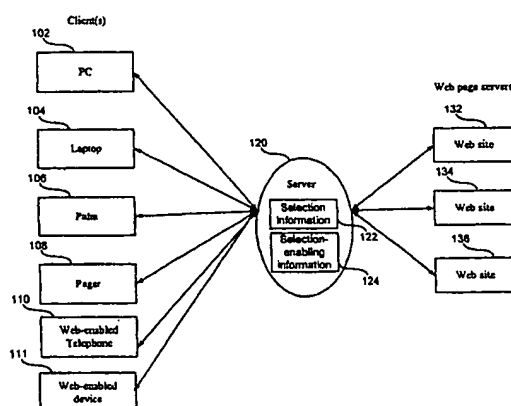 Client(s)
102
PC
104
Laptop
106
Palm
108
Pager
110
Web-enabled
Telephone
111
Web-enabled
device
120
Server
Selection
Information
122
Selection-
enabling
information
124
Web page servers
132
Web site
134
Web site
136
Web site